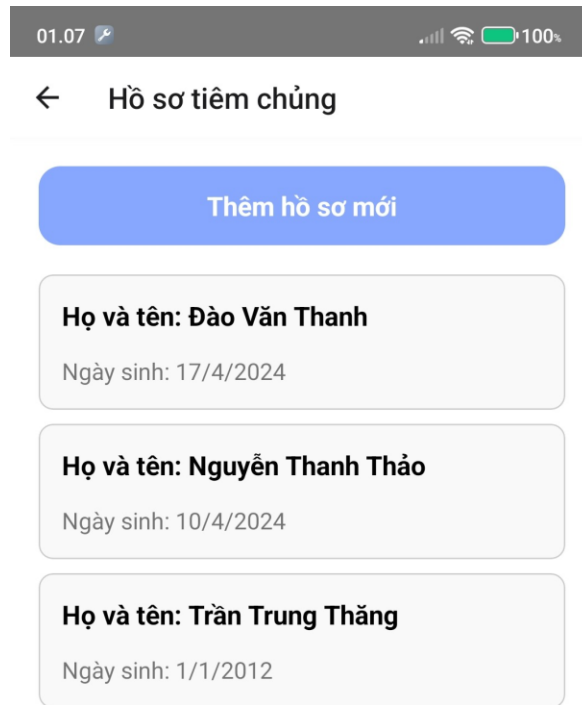 01.07 100%
Hồ sơ tiêm chủng
Thêm hồ sơ mới
Họ và tên: Đào Văn Thanh
Ngày sinh: 17/4/2024
Họ và tên: Nguyễn Thanh Thảo
Ngày sinh: 10/4/2024
Họ và tên: Trần Trung Thăng
Ngày sinh: 1/1/2012